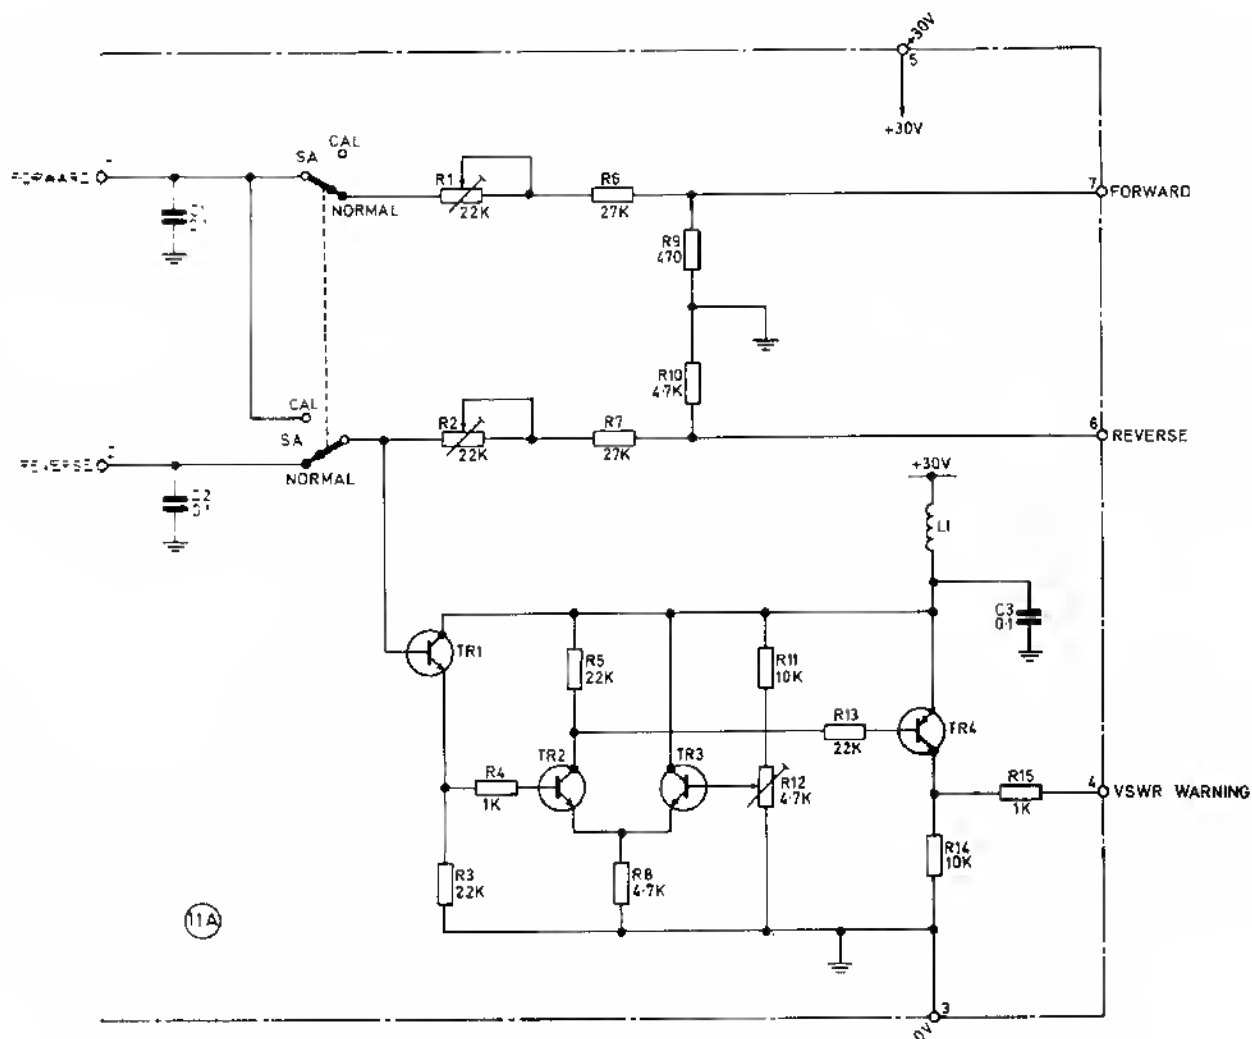 +30V
5
+30V
CAL
SA
NORMAL
R1
22K
R6
27K
7
FORWARD
R9
470
R10
4.7K
CAL
SA
NORMAL
R2
22K
R7
27K
6
REVERSE
REVERSE
+30V
L1
C3
0.1
TR1
R5
22K
R11
10K
R13
22K
TR4
TR2
TR3
R4
1K
R12
4.7K
R15
1K
4
VSWR WARNING
R3
22K
R8
4.7K
R14
10K
11A
3
0V